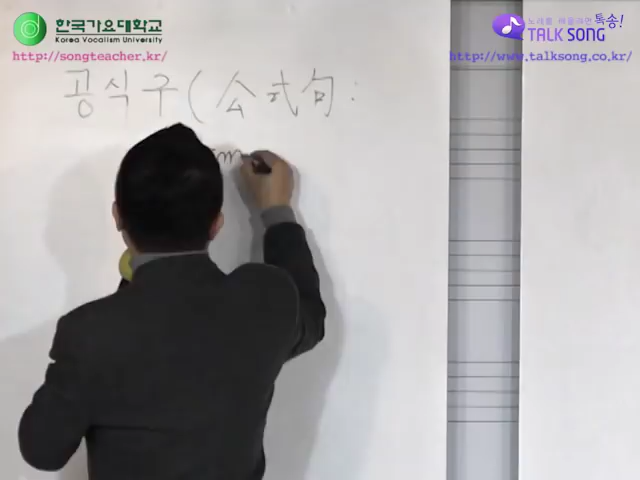 한국가요대학교
Korea Vocalism University
http://songteacher.kr/
노래를 배울라면 톡송!
TALK SONG
http://www.talksong.co.kr/
공식구(公式句: